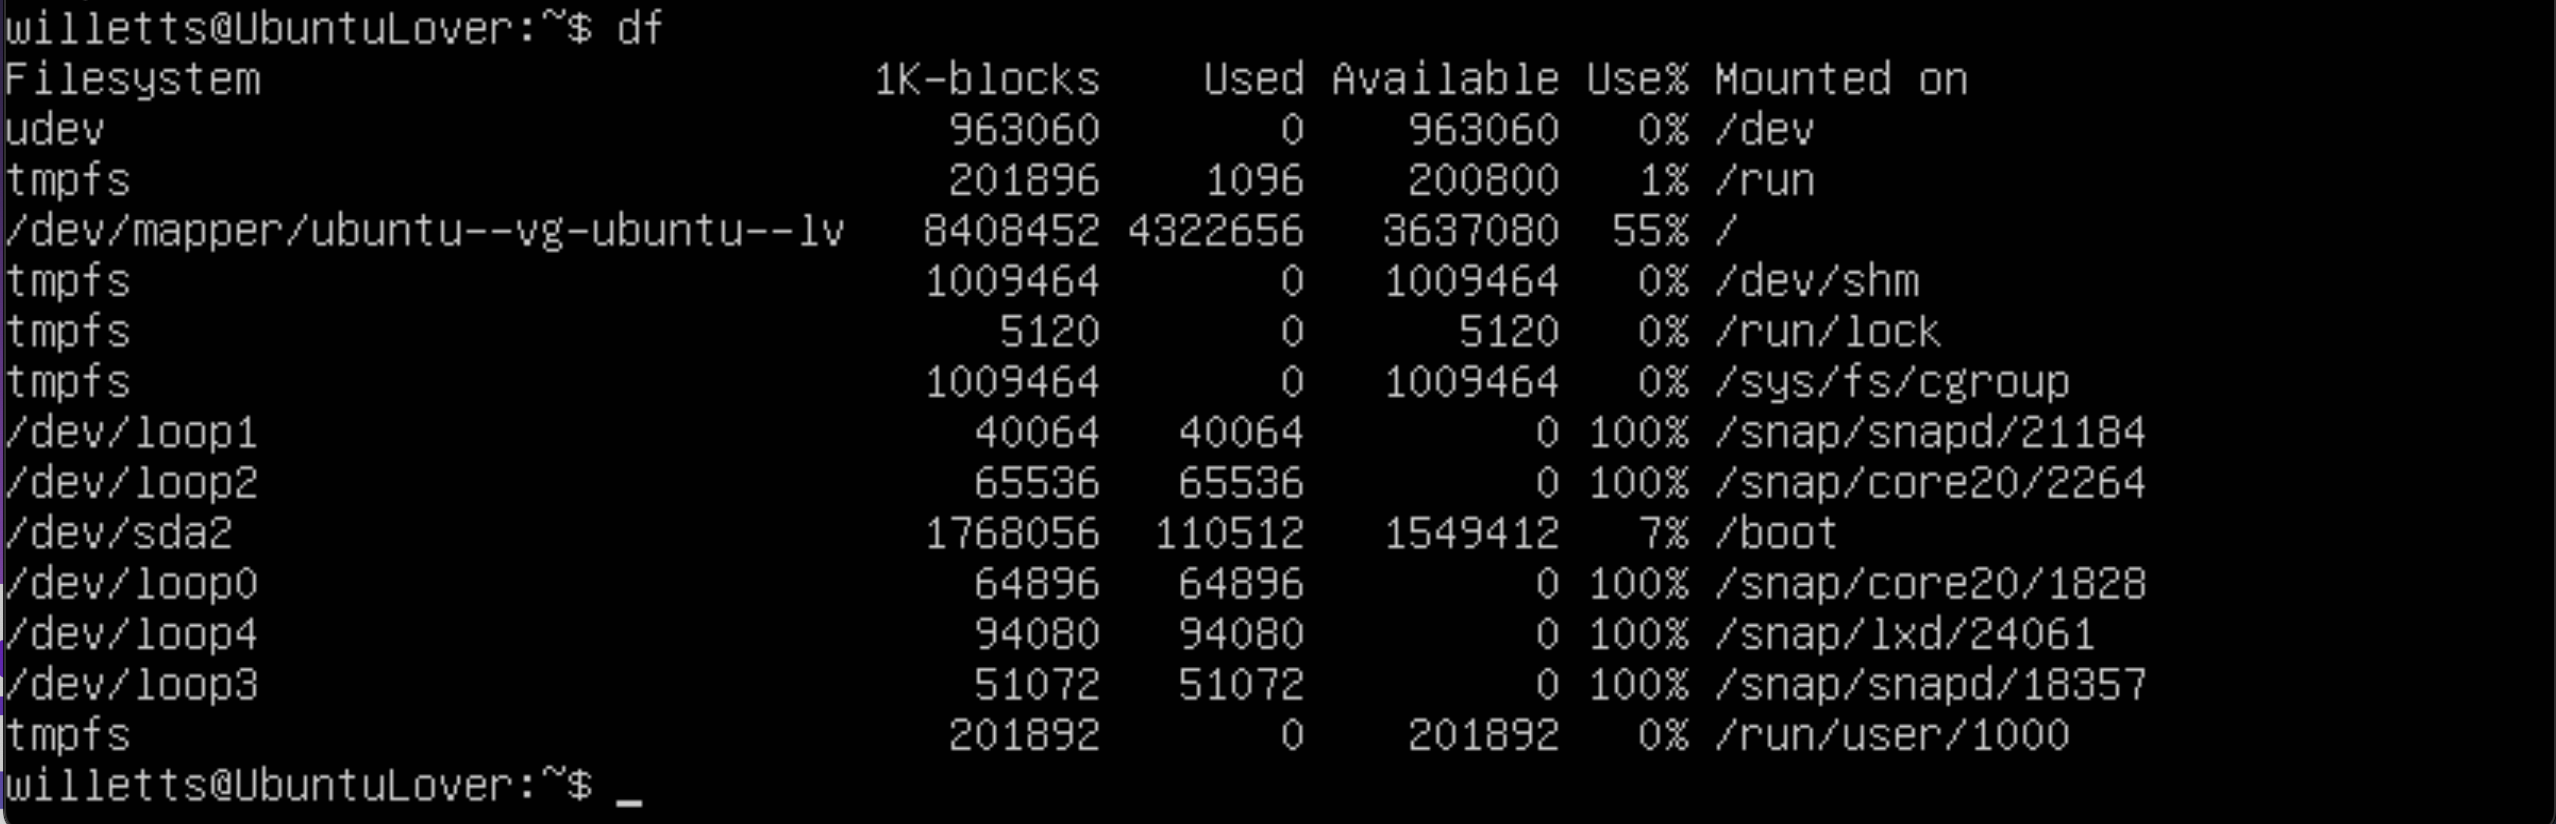 willetts@UbuntuLover:~$ df
Filesystem                        1K-blocks    Used Available Use% Mounted on
udev                                 963060       0    963060   0% /dev
tmpfs                                201896    1096    200800   1% /run
/dev/mapper/ubuntu--vg-ubuntu--lv   8408452 4322656   3637080  55% /
tmpfs                               1009464       0   1009464   0% /dev/shm
tmpfs                                  5120       0      5120   0% /run/lock
tmpfs                               1009464       0   1009464   0% /sys/fs/cgroup
/dev/loop1                            40064   40064         0 100% /snap/snapd/21184
/dev/loop2                            65536   65536         0 100% /snap/core20/2264
/dev/sda2                           1768056  110512   1549412   7% /boot
/dev/loop0                            64896   64896         0 100% /snap/core20/1828
/dev/loop4                            94080   94080         0 100% /snap/lxd/24061
/dev/loop3                            51072   51072         0 100% /snap/snapd/18357
tmpfs                                201892       0    201892   0% /run/user/1000
willetts@UbuntuLover:~$ _